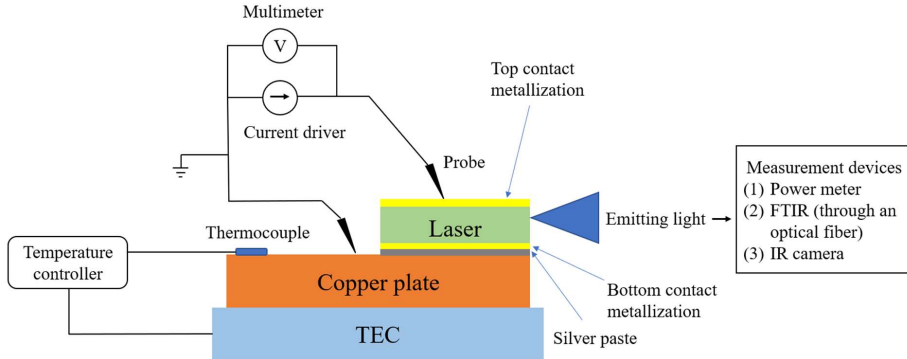 Multimeter
V
Current driver
Top contact
metallization
Probe
Laser
Emitting light
Measurement devices
(1) Power meter
(2) FTIR (through an
optical fiber)
(3) IR camera
Thermocouple
Temperature
controller
Copper plate
TEC
Bottom contact
metallization
Silver paste